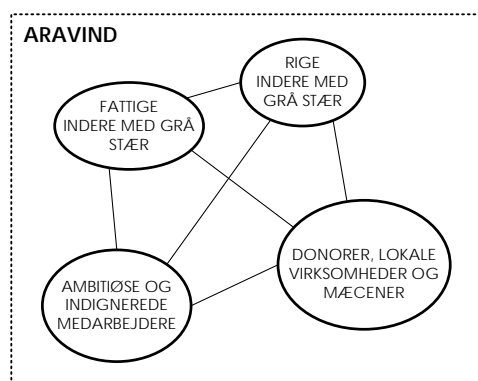 ARAVIND
RIGE
INDERE MED
GRÅ STÆR
FATTIGE
INDERE MED GRÅ
STÆR
DONORER, LOKALE
VIRKSOMHEDER OG
MÆCENER
AMBITIØSE OG
INDIGNEREDE
MEDARBEJDERE